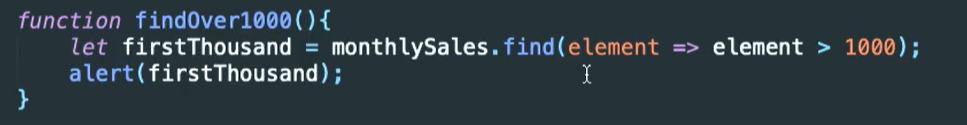 function findOver1000(){
    let firstThousand = monthlySales.find(element => element > 1000);
    alert(firstThousand);
}